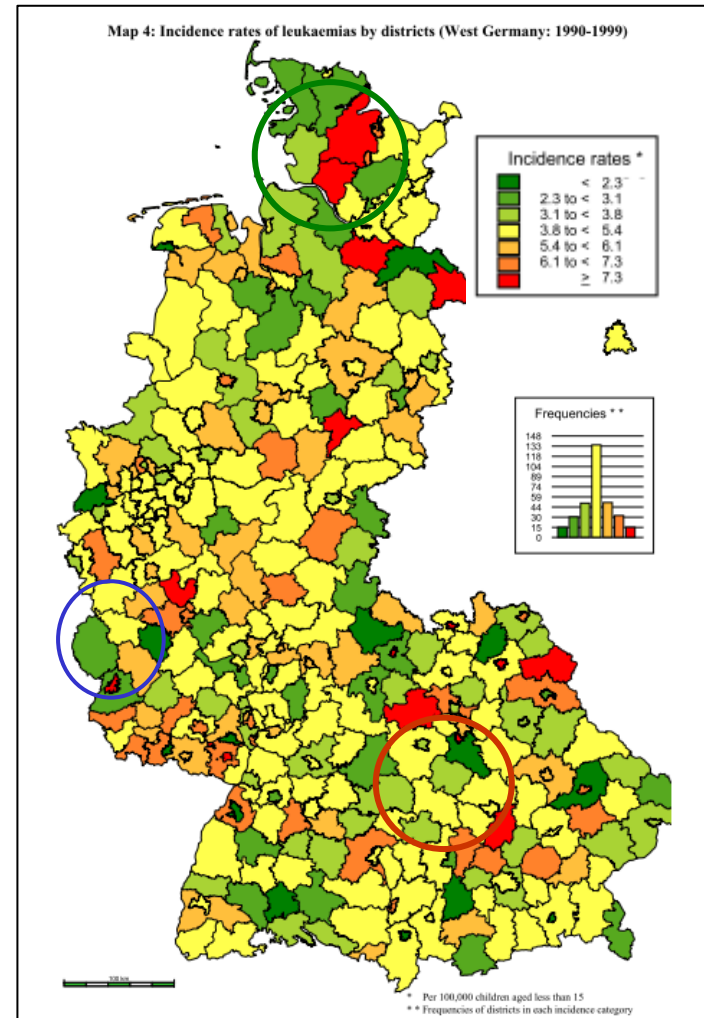 Map 4: Incidence rates of leukaemias by districts (West Germany: 1990-1999)
Incidence rates *
< 2.3
2.3 to < 3.1
3.1 to < 3.8
3.8 to < 5.4
5.4 to < 6.1
6.1 to < 7.3
≥ 7.3
Frequencies * *
148
133
118
104
89
74
59
44
30
15
0
100 km
* Per 100,000 children aged less than 15
* * Frequencies of districts in each incidence category